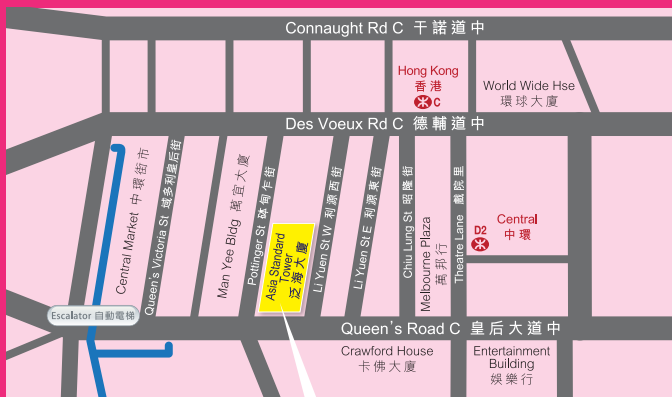 Connaught Rd C 干諾道中
Hong Kong
香港
C
World Wide Hse
環球大廈
Des Voeux Rd C 德輔道中
Central Market 中環街市
Queen's Victoria St 域多利皇后街
Man Yee Bldg 萬宜大廈
Pottinger St 砵甸乍街
Asia Standard
Tower
泛海大廈
Li Yuen St W 利源西街
Li Yuen St E 利源東街
Chiu Lung St 昭隆街
Melbourne Plaza
萬邦行
Theatre Lane 戲院里
D2
Central
中環
Escalator 自動電梯
Queen's Road C 皇后大道中
Crawford House
卡佛大廈
Entertainment
Building
娛樂行